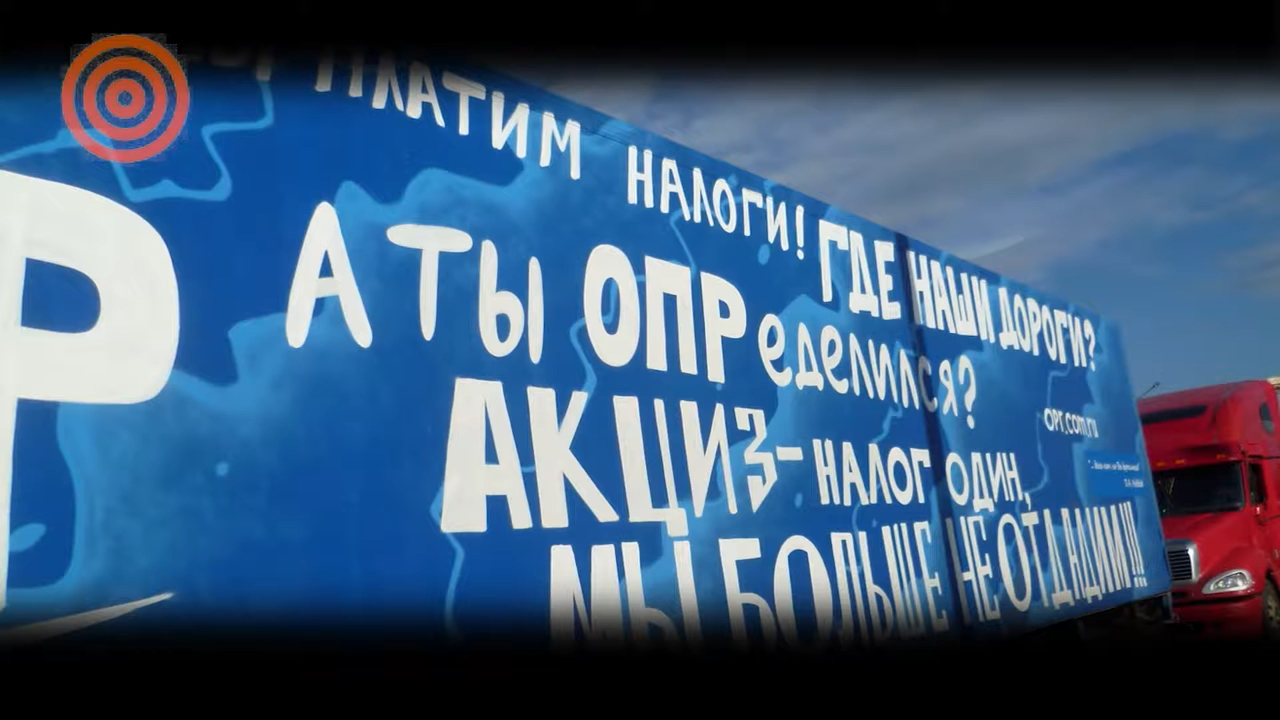 ПЛАТИМ НАЛОГИ! ГДЕ НАШИ ДОРОГИ?
А ТЫ ОПРеделился?
opr.com.ru
АКЦИЗ-НАЛОГ ОДИН,
МЫ БОЛЬШЕ НЕ ОТДАДИМ!!!
Р